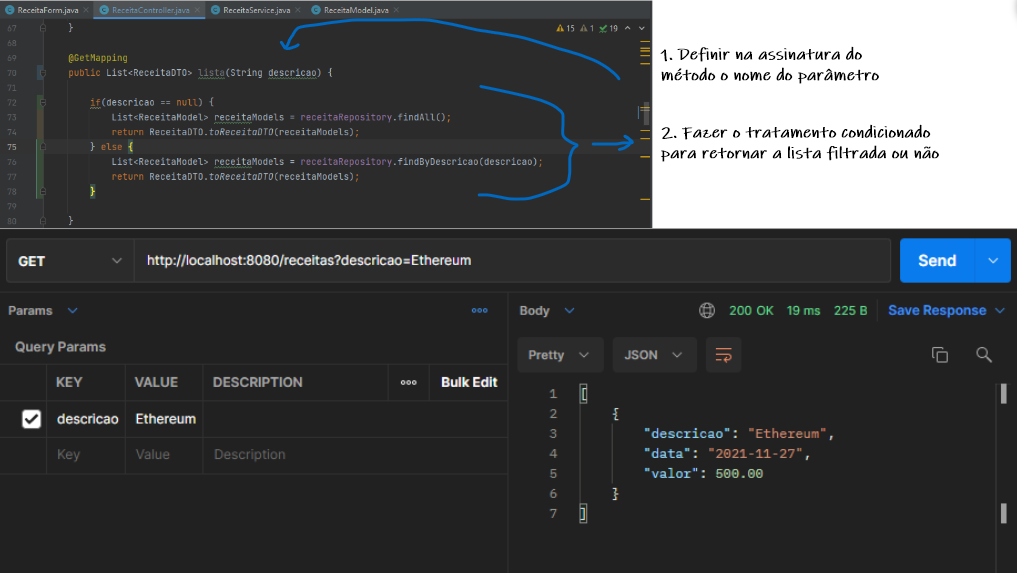 ReceitaForm.java ReceitaController.java ReceitaService.java ReceitaModel.java
67 }
15 1 19
68
69 @GetMapping
70 public List<ReceitaDTO> lista(String descricao) {
71
72 if(descricao == null) {
73 List<ReceitaModel> receitaModels = receitaRepository.findAll();
74 return ReceitaDTO.toReceitaDTO(receitaModels);
75 } else {
76 List<ReceitaModel> receitaModels = receitaRepository.findByDescricao(descricao);
77 return ReceitaDTO.toReceitaDTO(receitaModels);
78 }
79
80 }
1. Definir na assinatura do
método o nome do parâmetro
2. Fazer o tratamento condicionado
para retornar a lista filtrada ou não
GET http://localhost:8080/receitas?descricao=Ethereum Send
Params
Query Params
KEY VALUE DESCRIPTION Bulk Edit
descricao Ethereum
Key Value Description
Body 200 OK 19 ms 225 B Save Response
Pretty JSON
1 [
2 {
3 "descricao": "Ethereum",
4 "data": "2021-11-27",
5 "valor": 500.00
6 }
7 ]